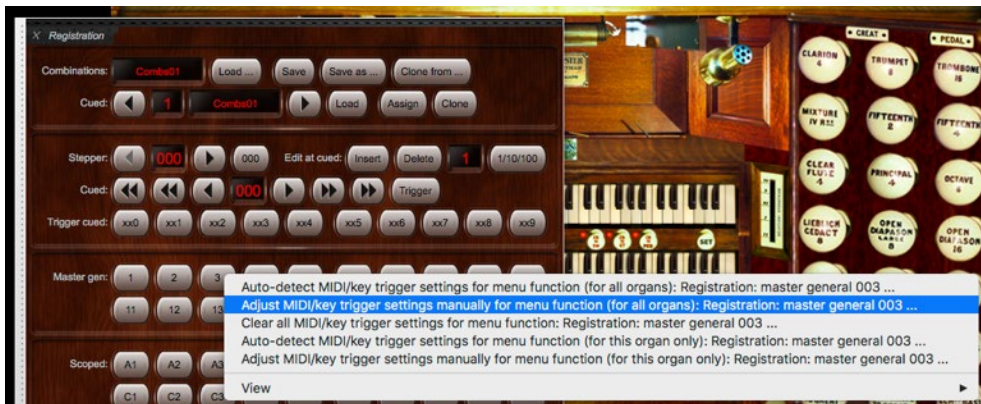 X Registration
Combinations: Combs01 Load ... Save Save as ... Clone from ...
Cued: 1 Combs01 Load Assign Clone
Stepper: 000 000 Edit at cued: Insert Delete 1 1/10/100
Cued: 000 Trigger
Trigger cued: xx0 xx1 xx2 xx3 xx4 xx5 xx6 xx7 xx8 xx9
Master gen: 1 2 3
11 12 13
Scoped: A1 A2 A3
C1 C2 C3
Auto-detect MIDI/key trigger settings for menu function (for all organs): Registration: master general 003 ...
Adjust MIDI/key trigger settings manually for menu function (for all organs): Registration: master general 003 ...
Clear all MIDI/key trigger settings for menu function: Registration: master general 003 ...
Auto-detect MIDI/key trigger settings for menu function (for this organ only): Registration: master general 003 ...
Adjust MIDI/key trigger settings manually for menu function (for this organ only): Registration: master general 003 ...
View
• GREAT • • PEDAL •
CLARION 4
TRUMPET 8
TROMBONE 16
MIXTURE IV RKS
FIFTEENTH 2
FIFTEENTH 4
CLEAR FLUTE 4
PRINCIPAL 4
OCTAVE
LIEBLICH GEDACT 8
OPEN DIAPASON LARGE 8
OPEN DIAPASON 16
SET